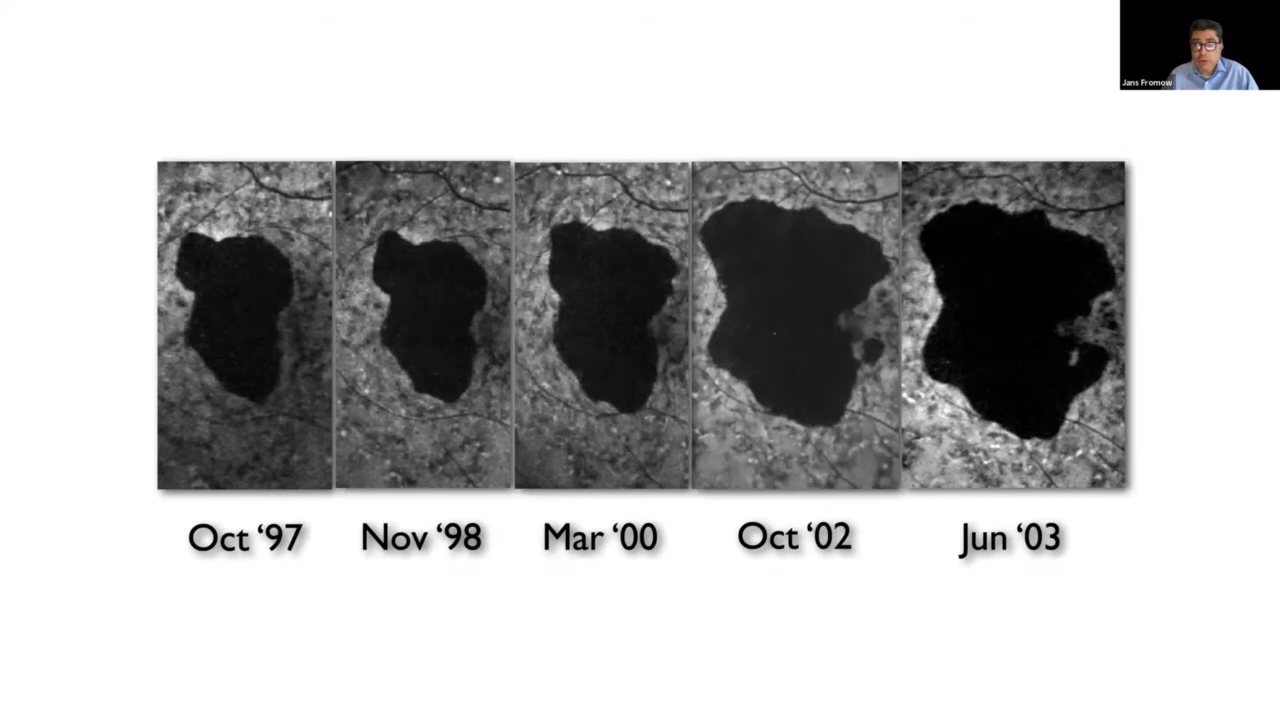 Jans Fromow
Oct ‘97
Nov ‘98
Mar ‘00
Oct ‘02
Jun ‘03